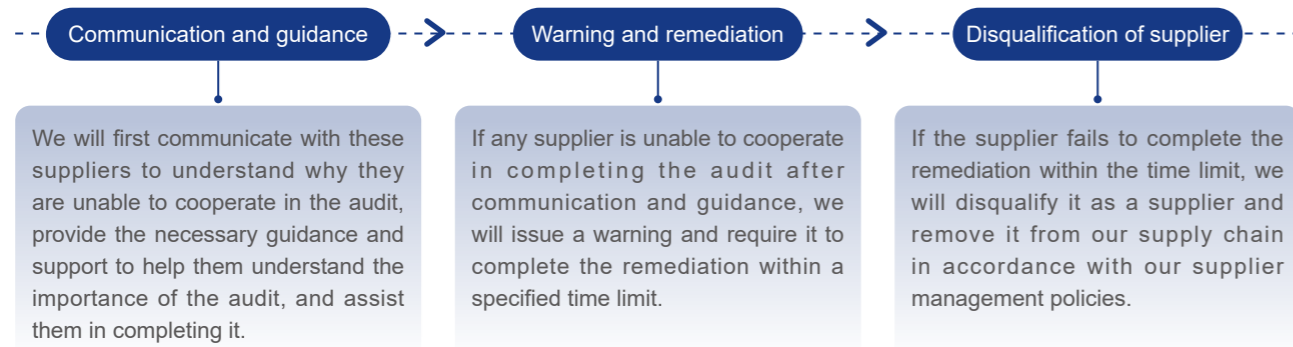 Communication and guidance
Warning and remediation
Disqualification of supplier
We will first communicate with these
suppliers to understand why they
are unable to cooperate in the audit,
provide the necessary guidance and
support to help them understand the
importance of the audit, and assist
them in completing it.
If any supplier is unable to cooperate
in completing the audit after
communication and guidance, we
will issue a warning and require it to
complete the remediation within a
specified time limit.
If the supplier fails to complete the
remediation within the time limit, we
will disqualify it as a supplier and
remove it from our supply chain
in accordance with our supplier
management policies.